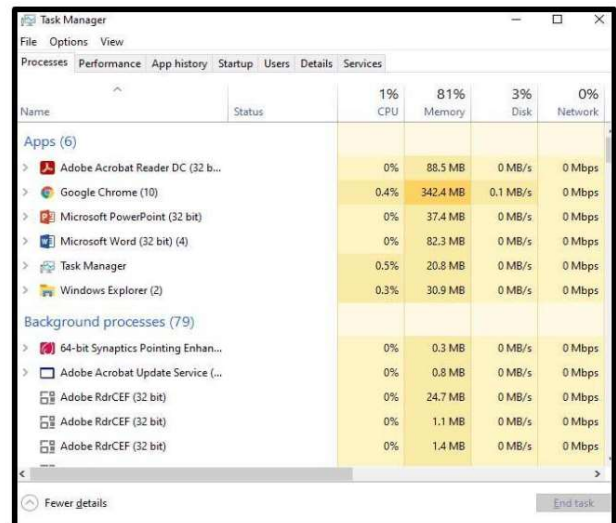 Task Manager
File Options View
Processes Performance App history Startup Users Details Services
1% 81% 3% 0%
Name Status CPU Memory Disk Network
Apps (6)
Adobe Acrobat Reader DC (32 b... 0% 88.5 MB 0 MB/s 0 Mbps
Google Chrome (10) 0.4% 342.4 MB 0.1 MB/s 0 Mbps
Microsoft PowerPoint (32 bit) 0% 37.4 MB 0 MB/s 0 Mbps
Microsoft Word (32 bit) (4) 0% 82.3 MB 0 MB/s 0 Mbps
Task Manager 0.5% 20.8 MB 0 MB/s 0 Mbps
Windows Explorer (2) 0.3% 30.9 MB 0 MB/s 0 Mbps
Background processes (79)
64-bit Synaptics Pointing Enhan... 0% 0.3 MB 0 MB/s 0 Mbps
Adobe Acrobat Update Service (... 0% 0.8 MB 0 MB/s 0 Mbps
Adobe RdrCEF (32 bit) 0% 24.7 MB 0 MB/s 0 Mbps
Adobe RdrCEF (32 bit) 0% 1.1 MB 0 MB/s 0 Mbps
Adobe RdrCEF (32 bit) 0% 1.4 MB 0 MB/s 0 Mbps
Fewer details End task